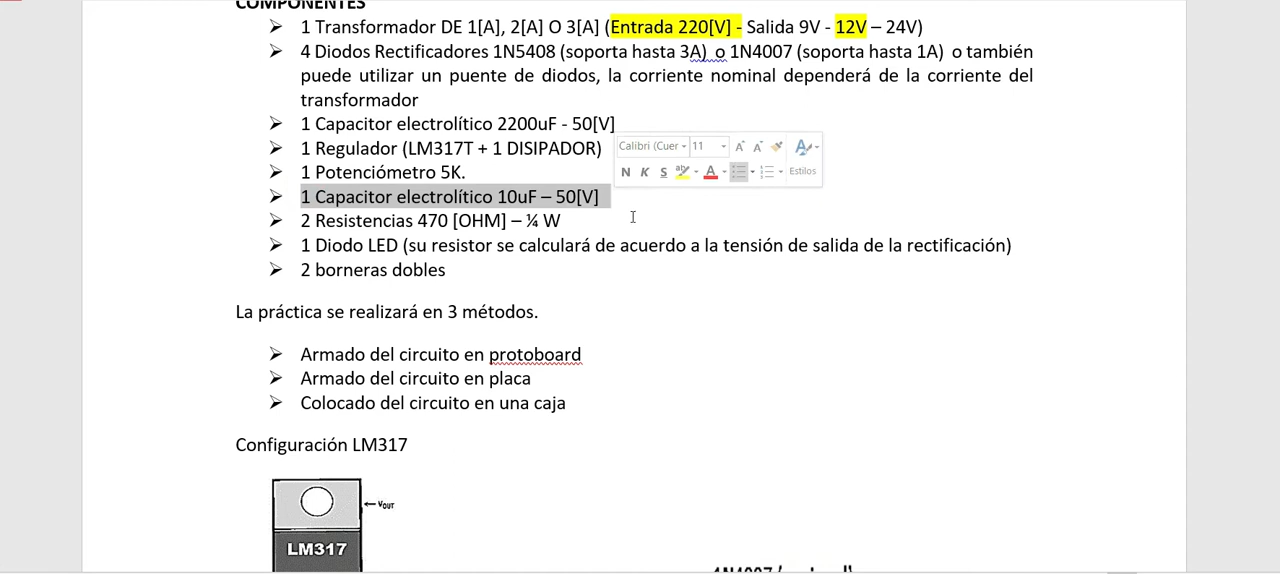 COMPONENTES
➢ 1 Transformador DE 1[A], 2[A] O 3[A] (Entrada 220[V] - Salida 9V - 12V – 24V)
➢ 4 Diodos Rectificadores 1N5408 (soporta hasta 3A)  o 1N4007 (soporta hasta 1A)  o también
puede utilizar un puente de diodos, la corriente nominal dependerá de la corriente del
transformador
➢ 1 Capacitor electrolítico 2200uF - 50[V]
Calibri (Cuer 11
➢ 1 Regulador (LM317T + 1 DISIPADOR)
N K S Estilos
➢ 1 Potenciómetro 5K.
➢ 1 Capacitor electrolítico 10uF – 50[V]
➢ 2 Resistencias 470 [OHM] – ¼ W
➢ 1 Diodo LED (su resistor se calculará de acuerdo a la tensión de salida de la rectificación)
➢ 2 borneras dobles
La práctica se realizará en 3 métodos.
➢ Armado del circuito en protoboard
➢ Armado del circuito en placa
➢ Colocado del circuito en una caja
Configuración LM317
VOUT
LM317